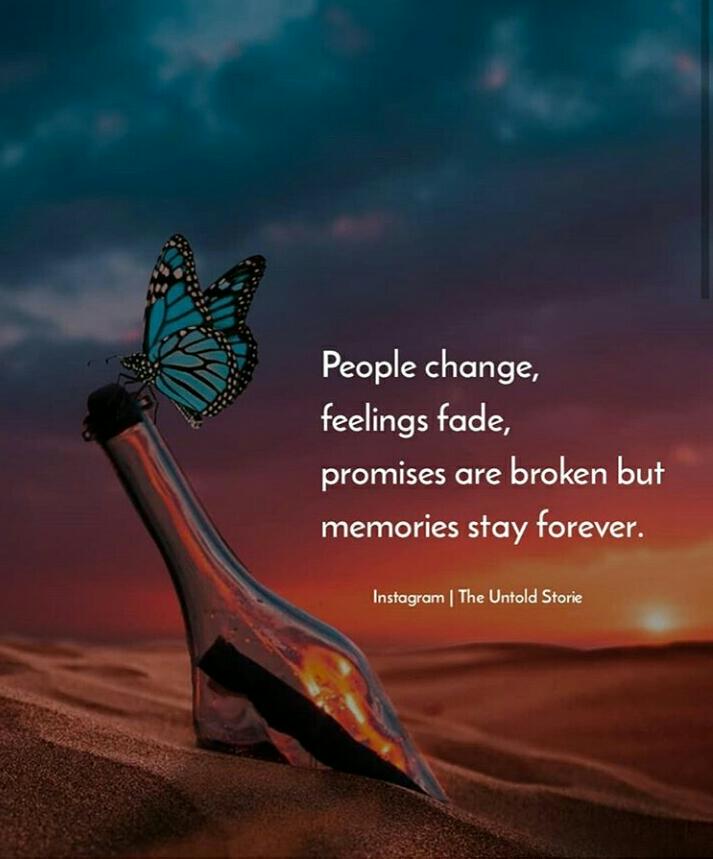 People change,
feelings fade,
promises are broken but
memories stay forever.
Instagram | The Untold Storie